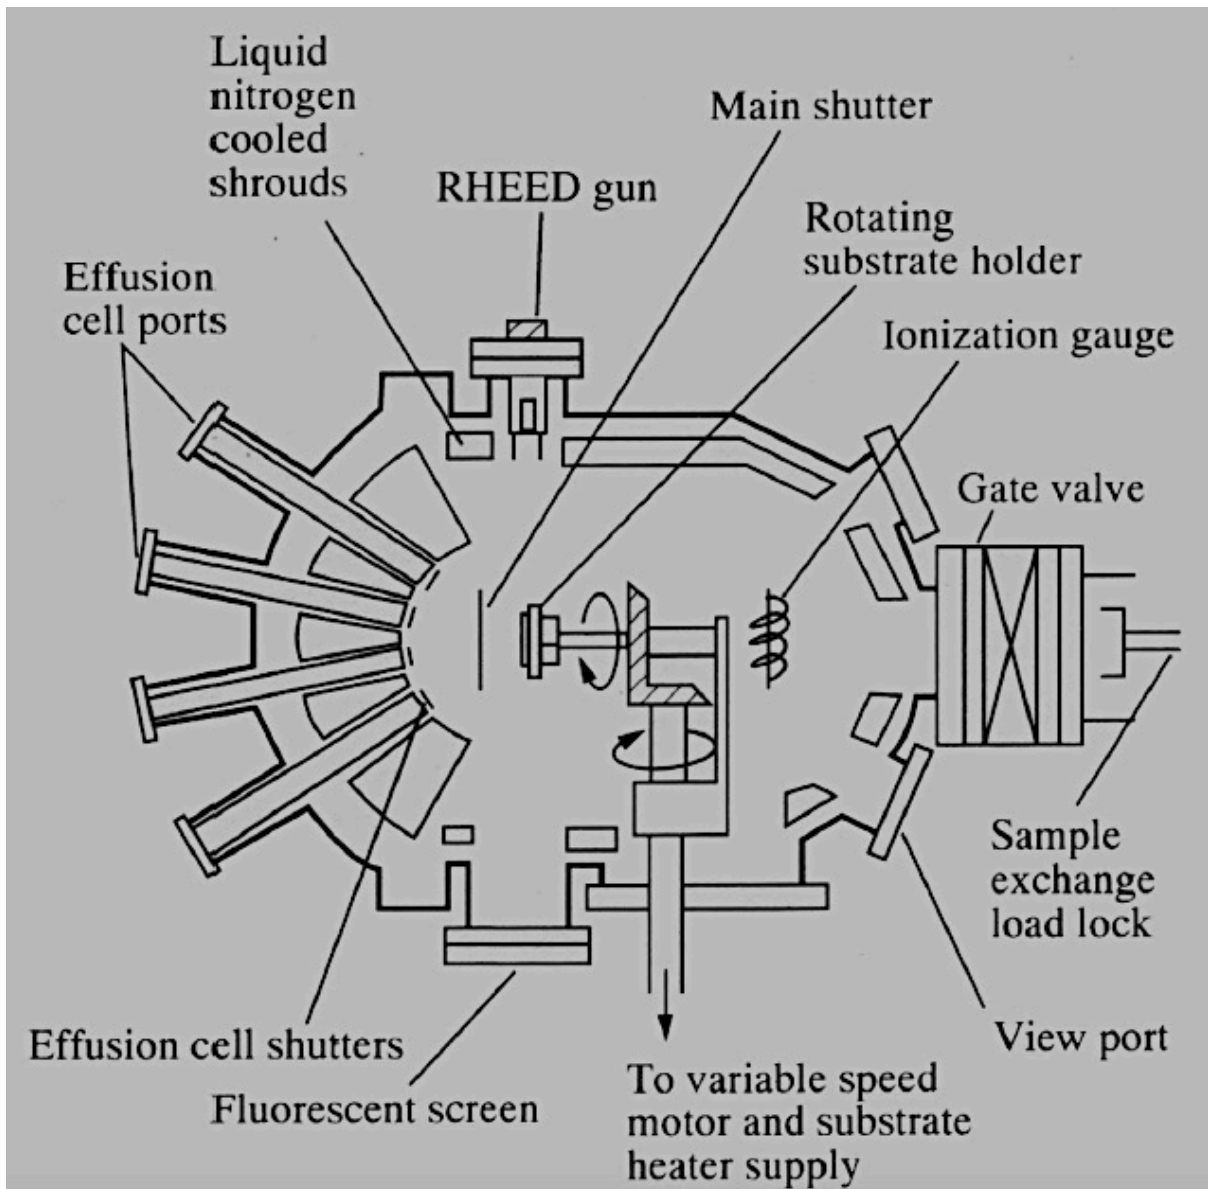 Liquid
nitrogen
cooled
shrouds
Main shutter
RHEED gun
Rotating
substrate holder
Effusion
cell ports
Ionization gauge
Gate valve
Sample
exchange
load lock
View port
Effusion cell shutters
Fluorescent screen
To variable speed
motor and substrate
heater supply